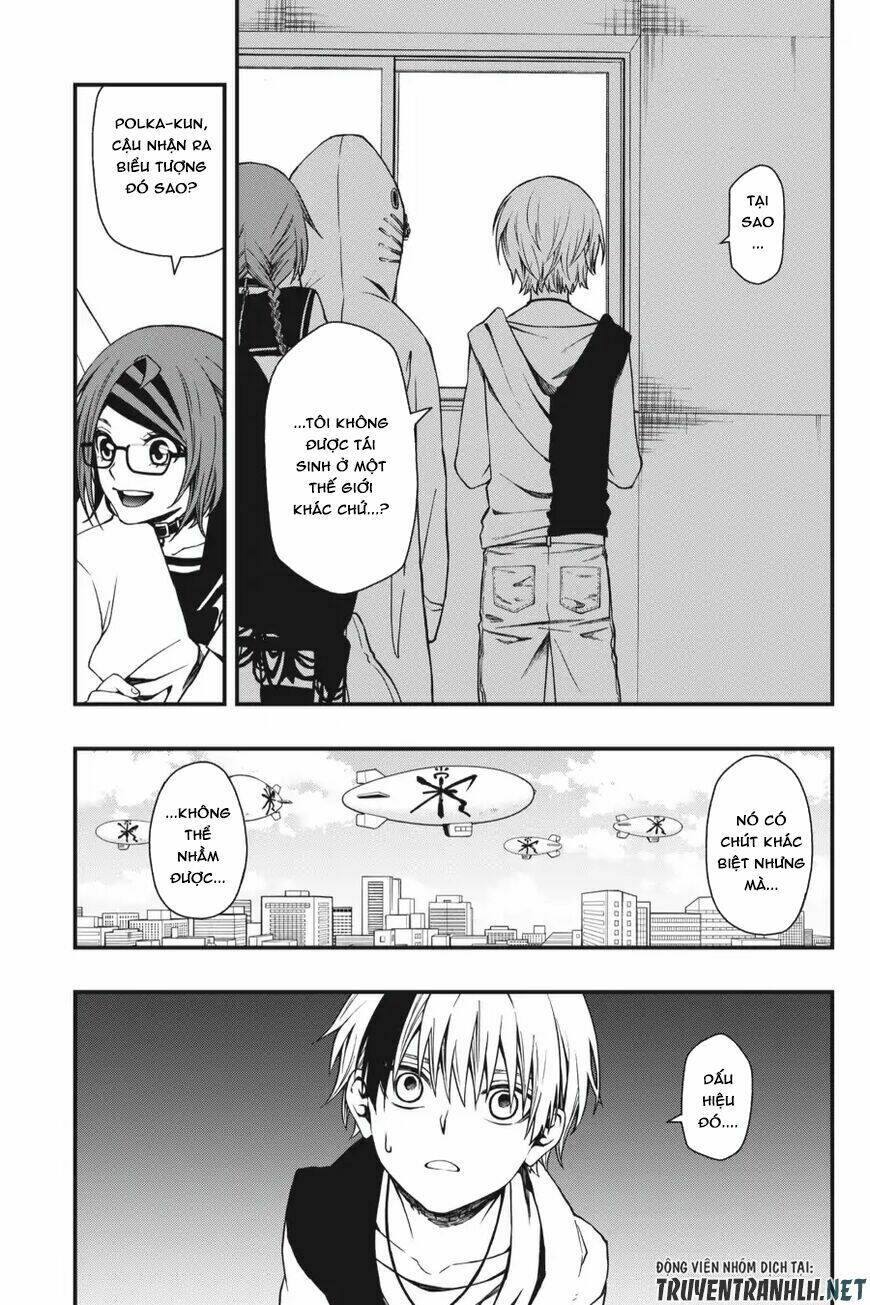 TẠI
SAO
...
...TÔI KHÔNG
ĐƯỢC TÁI
SINH Ở MỘT
THẾ GIỚI
KHÁC CHỨ...?
POLKA-KUN,
CẬU NHẬN RA
BIỂU TƯỢNG
ĐÓ SAO?
NÓ CÓ
CHÚT KHÁC
BIỆT NHƯNG
MÀ...
...KHÔNG
THỂ
NHẦM
ĐƯỢC...
DẤU
HIỆU
ĐÓ....
ĐỘNG VIÊN NHÓM DỊCH TẠI:
TRUYENTRANHLH.NET